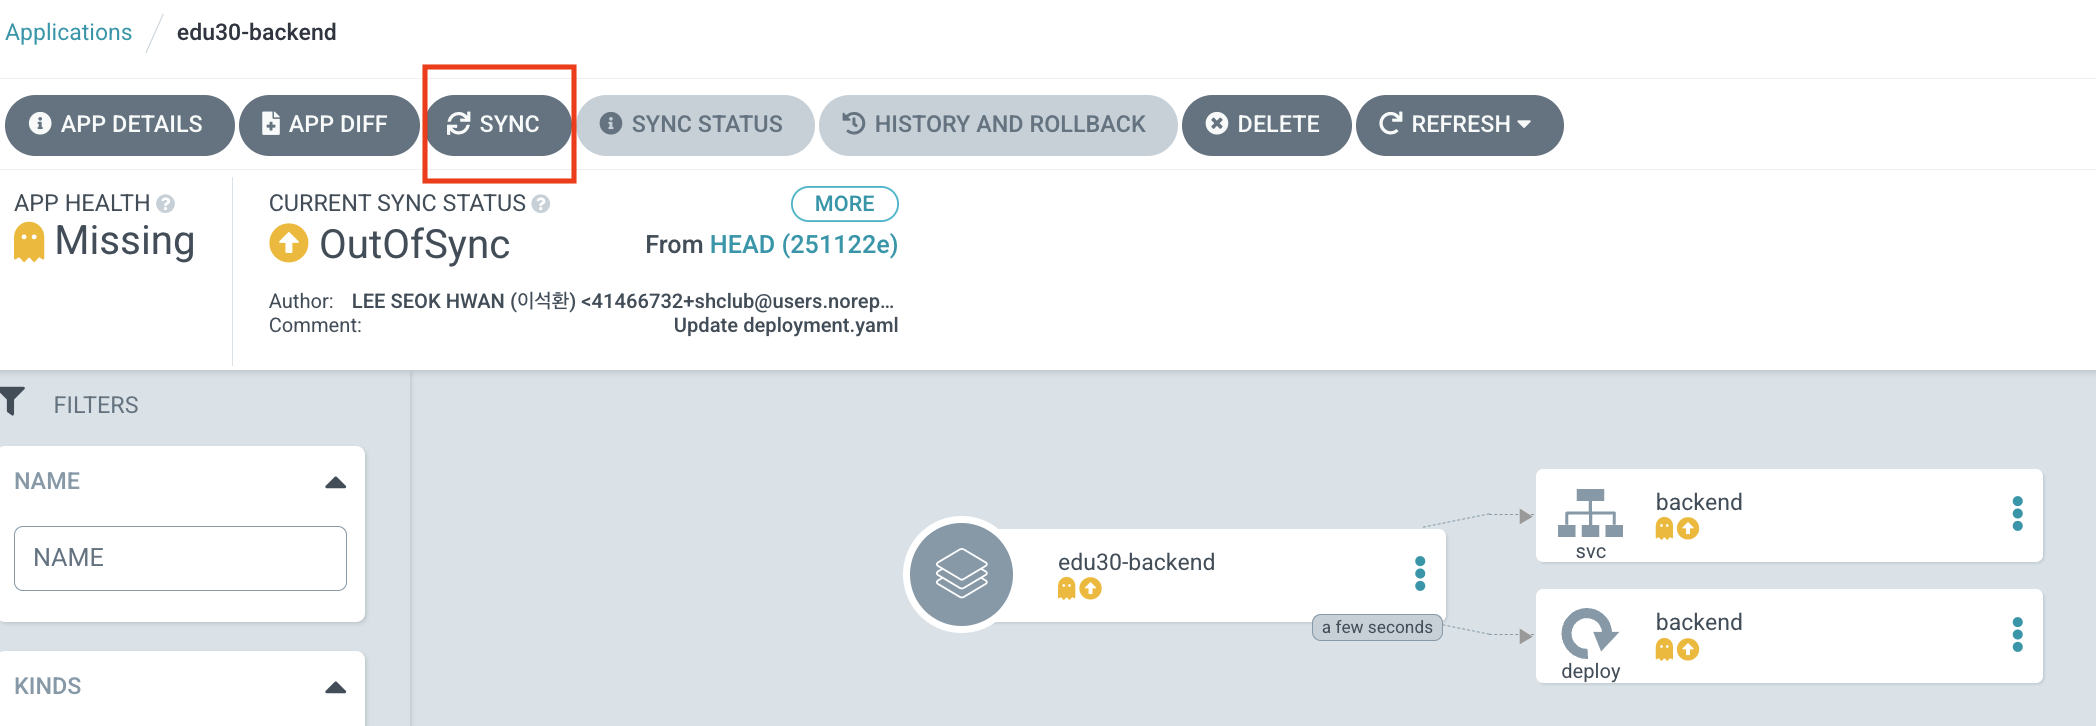 Applications / edu30-backend
APP DETAILS APP DIFF SYNC SYNC STATUS HISTORY AND ROLLBACK DELETE REFRESH
APP HEALTH
Missing
CURRENT SYNC STATUS
MORE
OutOfSync
From HEAD (251122e)
Author: LEE SEOK HWAN (이석환) <41466732+shclub@users.norep...
Comment: Update deployment.yaml
FILTERS
NAME
NAME
KINDS
edu30-backend
a few seconds
backend
svc
backend
deploy